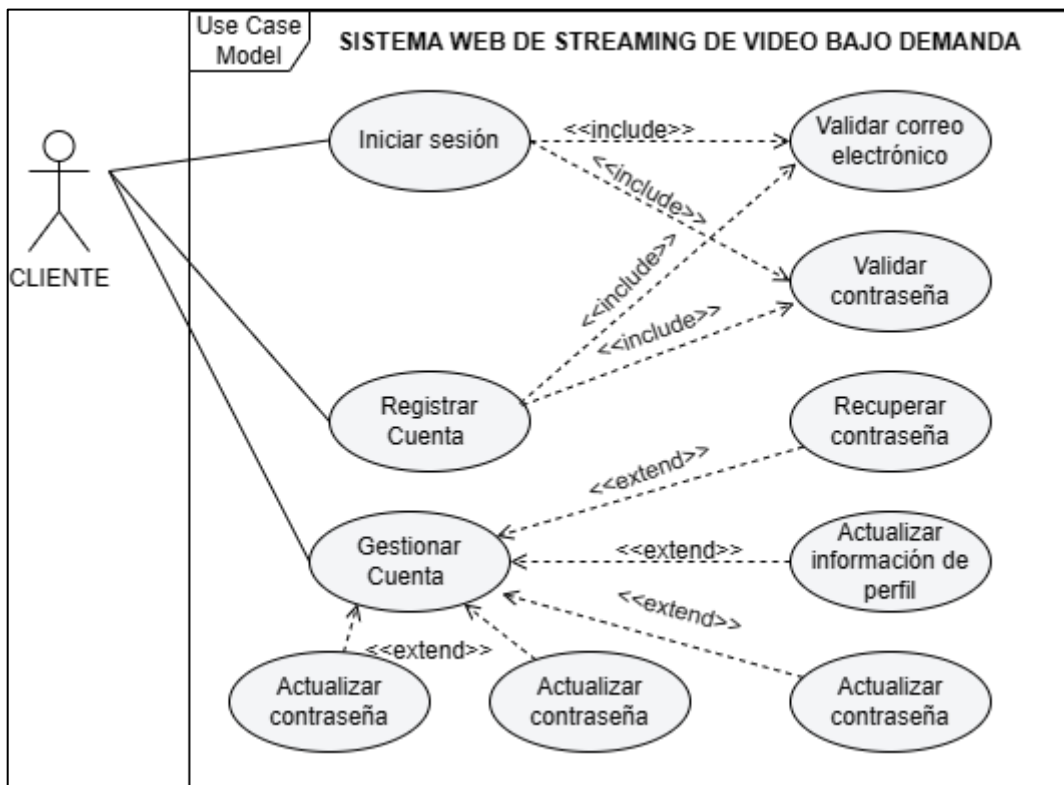 Use Case
Model
SISTEMA WEB DE STREAMING DE VIDEO BAJO DEMANDA
CLIENTE
Iniciar sesión
<<include>>
Validar correo
electrónico
<<include>>
Validar
contraseña
<<include>>
<<include>>
Registrar
Cuenta
Recuperar
contraseña
<<extend>>
Gestionar
Cuenta
<<extend>>
Actualizar
información de
perfil
<<extend>>
<<extend>>
Actualizar
contraseña
Actualizar
contraseña
Actualizar
contraseña